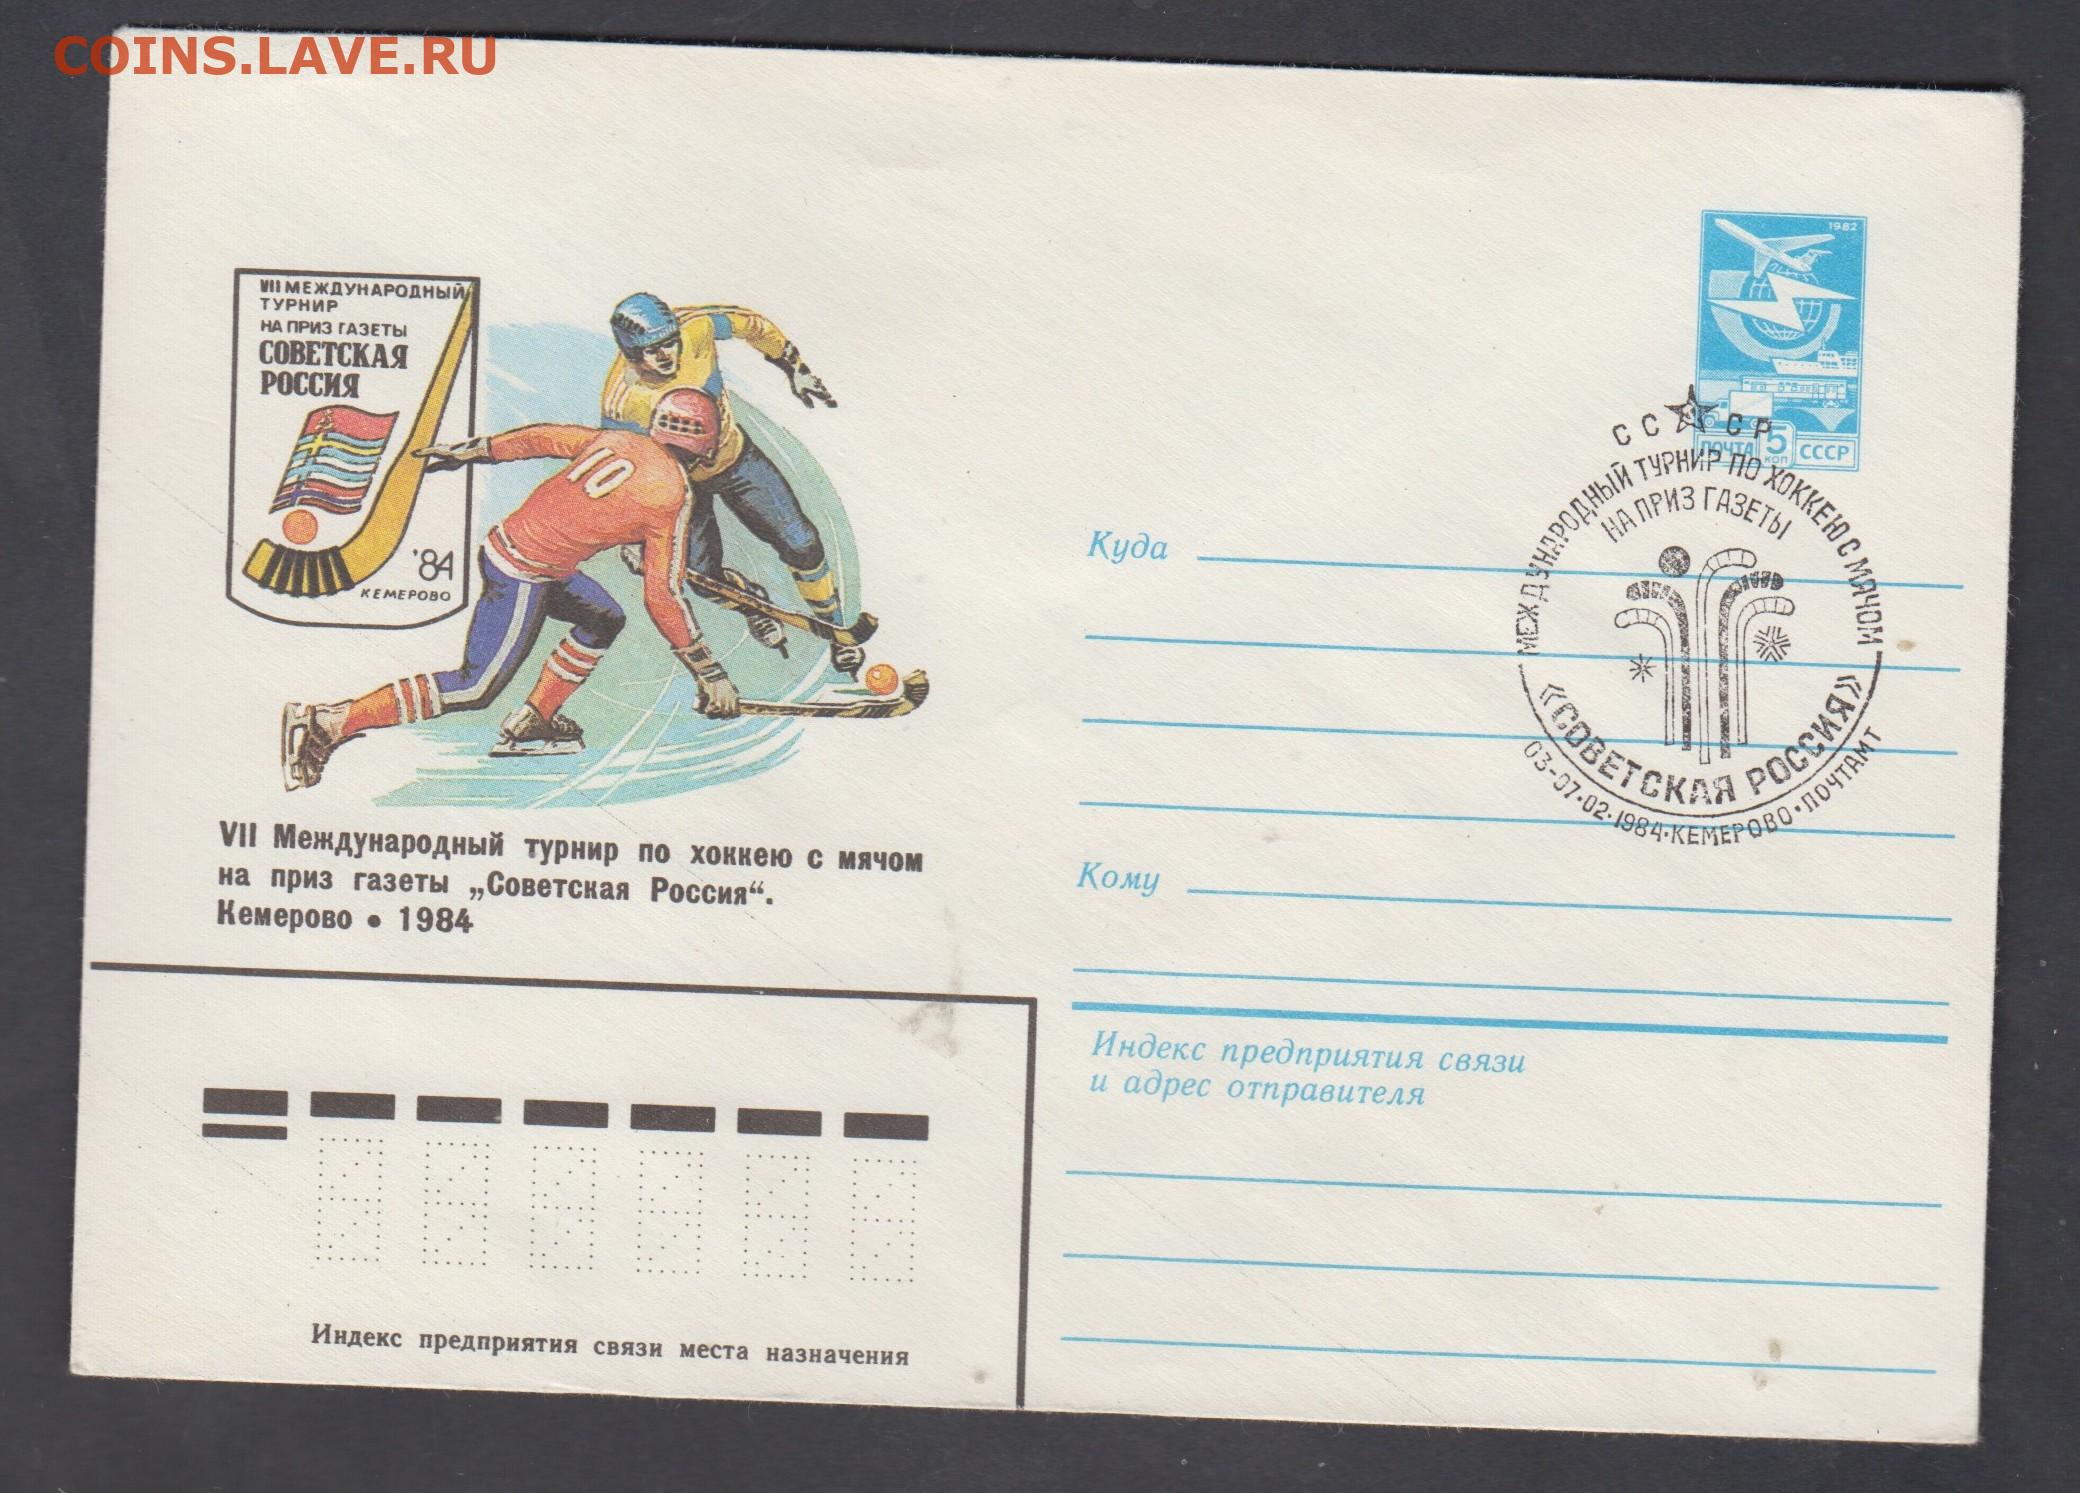 COINS.LAVE.RU
VII МЕЖДУНАРОДНЫЙ
ТУРНИР
НА ПРИЗ ГАЗЕТЫ
СОВЕТСКАЯ
РОССИЯ
'84
КЕМЕРОВО
10
VII Международный турнир по хоккею с мячом
на приз газеты „Советская Россия“.
Кемерово • 1984
1982
ПОЧТА 5 КОП СССР
СССР
МЕЖДУНАРОДНЫЙ ТУРНИР ПО ХОККЕЮ С МЯЧОМ
НА ПРИЗ ГАЗЕТЫ
«СОВЕТСКАЯ РОССИЯ»
03-07·02·1984·КЕМЕРОВО·ПОЧТАМТ
Куда
Кому
Индекс предприятия связи
и адрес отправителя
Индекс предприятия связи места назначения